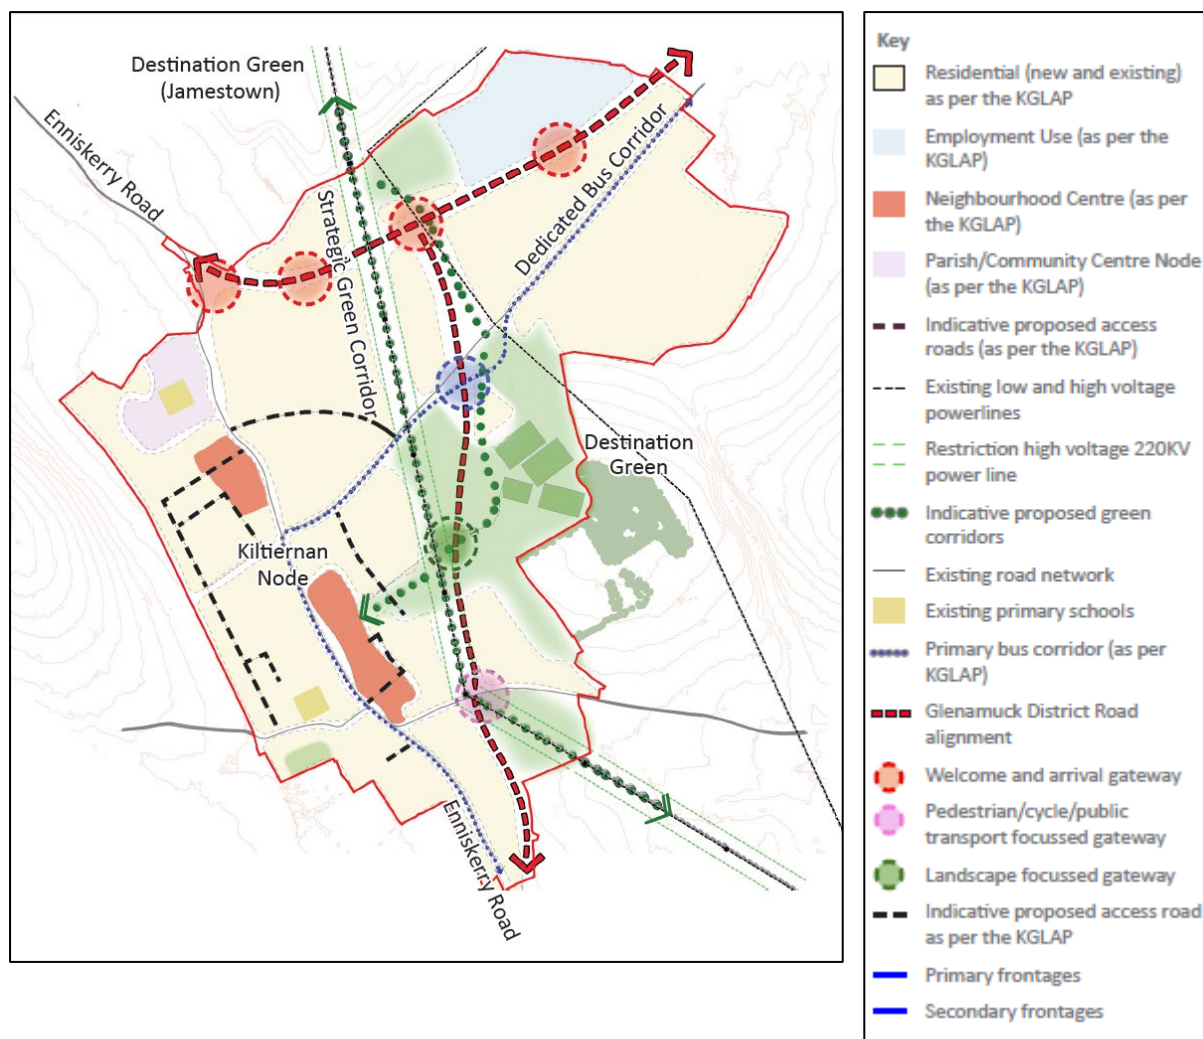 Destination Green
(Jamestown)
Enniskerry Road
Strategic Green Corridor
Dedicated Bus Corridor
Destination
Green
Kiltiernan
Node
Enniskerry Road
Key
Residential (new and existing)
as per the KGLAP
Employment Use (as per the
KGLAP)
Neighbourhood Centre (as per
the KGLAP)
Parish/Community Centre Node
(as per the KGLAP)
Indicative proposed access
roads (as per the KGLAP)
Existing low and high voltage
powerlines
Restriction high voltage 220KV
power line
Indicative proposed green
corridors
Existing road network
Existing primary schools
Primary bus corridor (as per
KGLAP)
Glenamuck District Road
alignment
Welcome and arrival gateway
Pedestrian/cycle/public
transport focussed gateway
Landscape focussed gateway
Indicative proposed access road
as per the KGLAP
Primary frontages
Secondary frontages